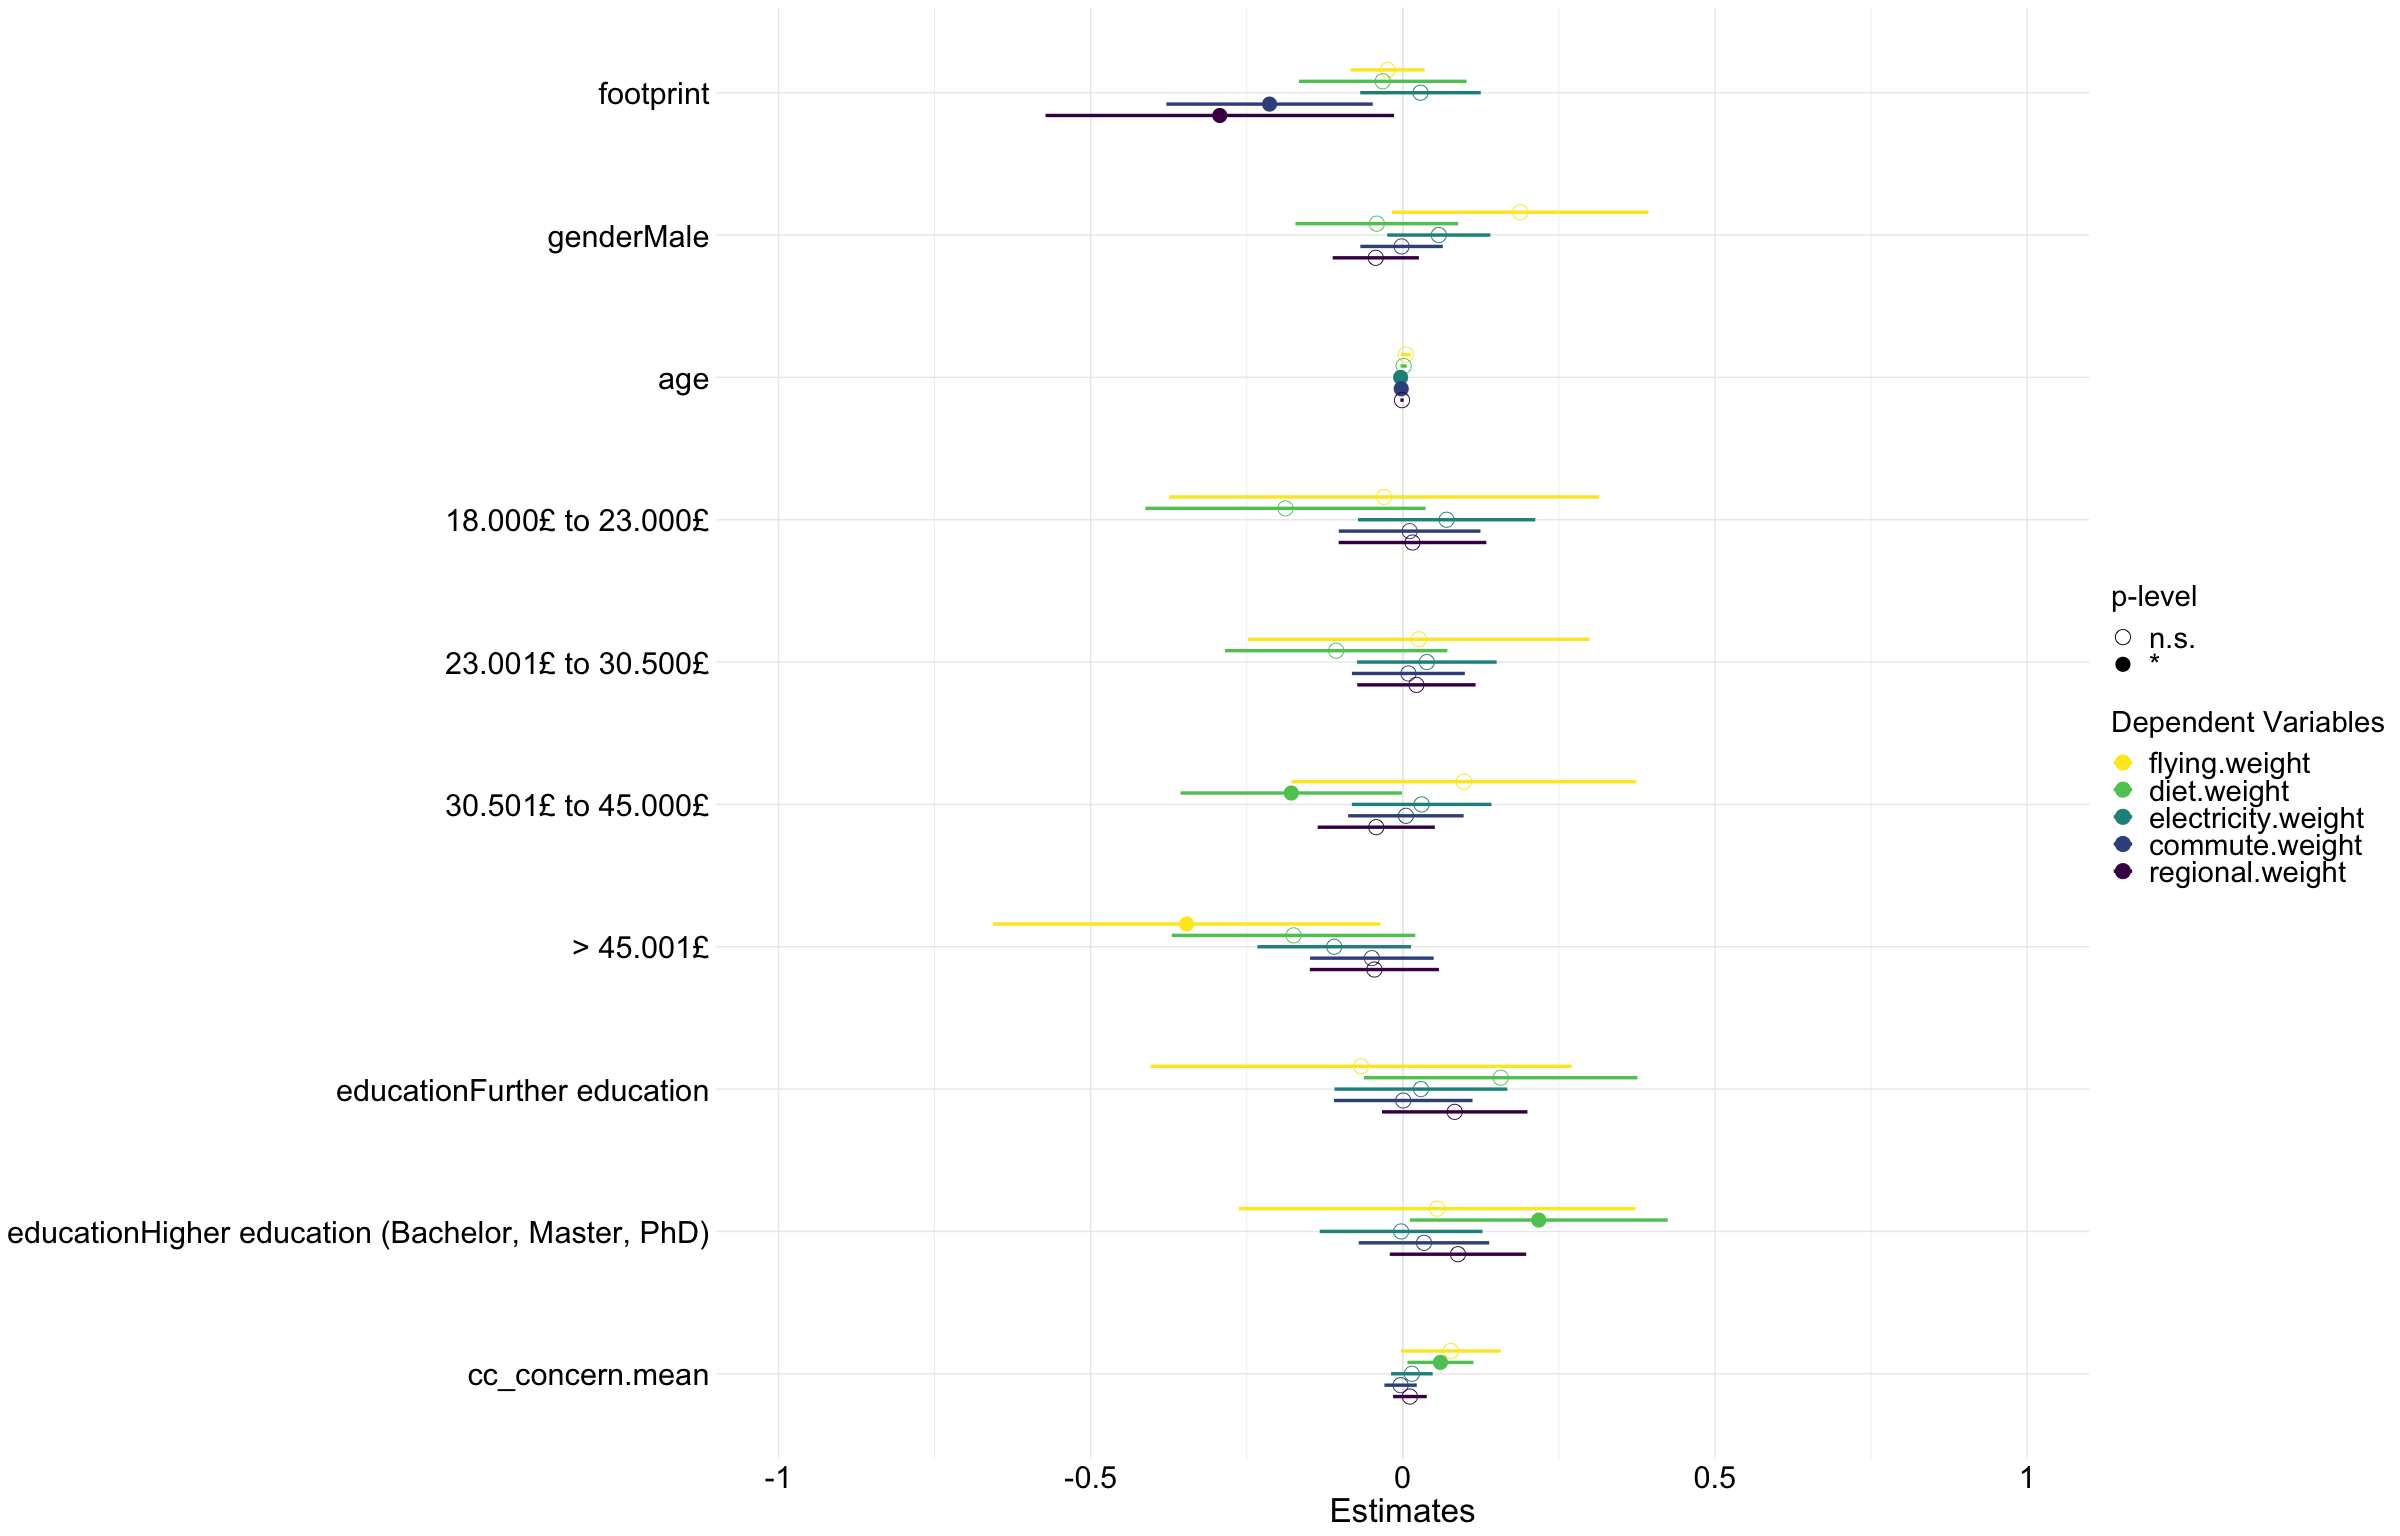 footprint
genderMale
age
18.000£ to 23.000£
23.001£ to 30.500£
30.501£ to 45.000£
> 45.001£
educationFurther education
educationHigher education (Bachelor, Master, PhD)
cc_concern.mean
-1
-0.5
0
0.5
1
Estimates
p-level
n.s.
*
Dependent Variables
flying.weight
diet.weight
electricity.weight
commute.weight
regional.weight